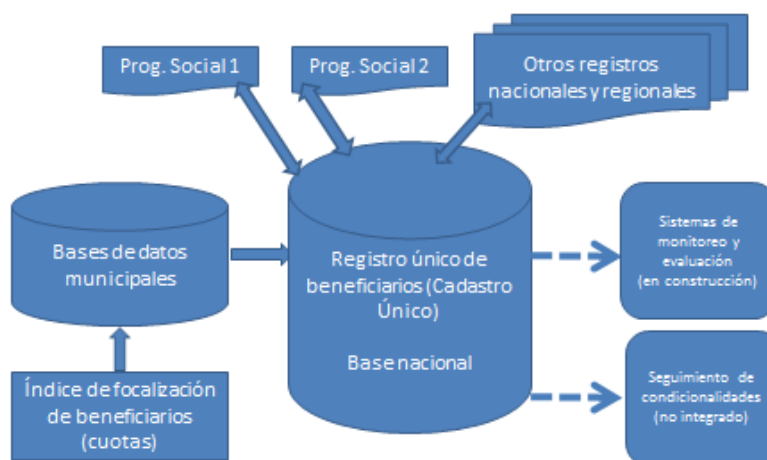 Prog. Social 1
Prog. Social 2
Otros registros
nacionales y regionales
Bases de datos
municipales
Registro único de
beneficiarios (Cadastro
Único)
Base nacional
Sistemas de
monitoreo y
evaluación
(en construcción)
Índice de focalización
de beneficiarios
(cuotas)
Seguimiento de
condicionalidades
(no integrado)